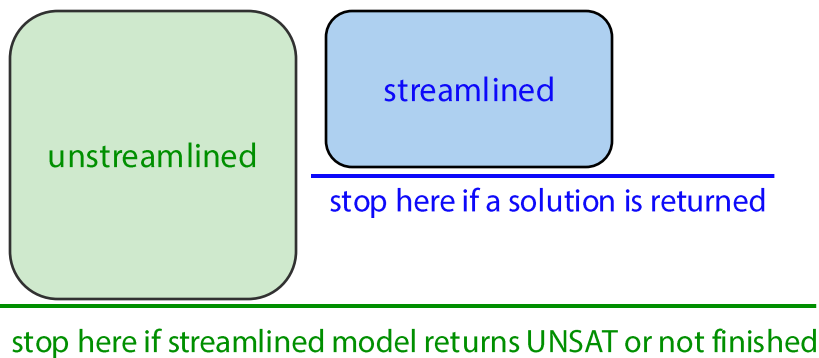 unstreamlined
streamlined
stop here if a solution is returned
stop here if streamlined model returns UNSAT or not finished